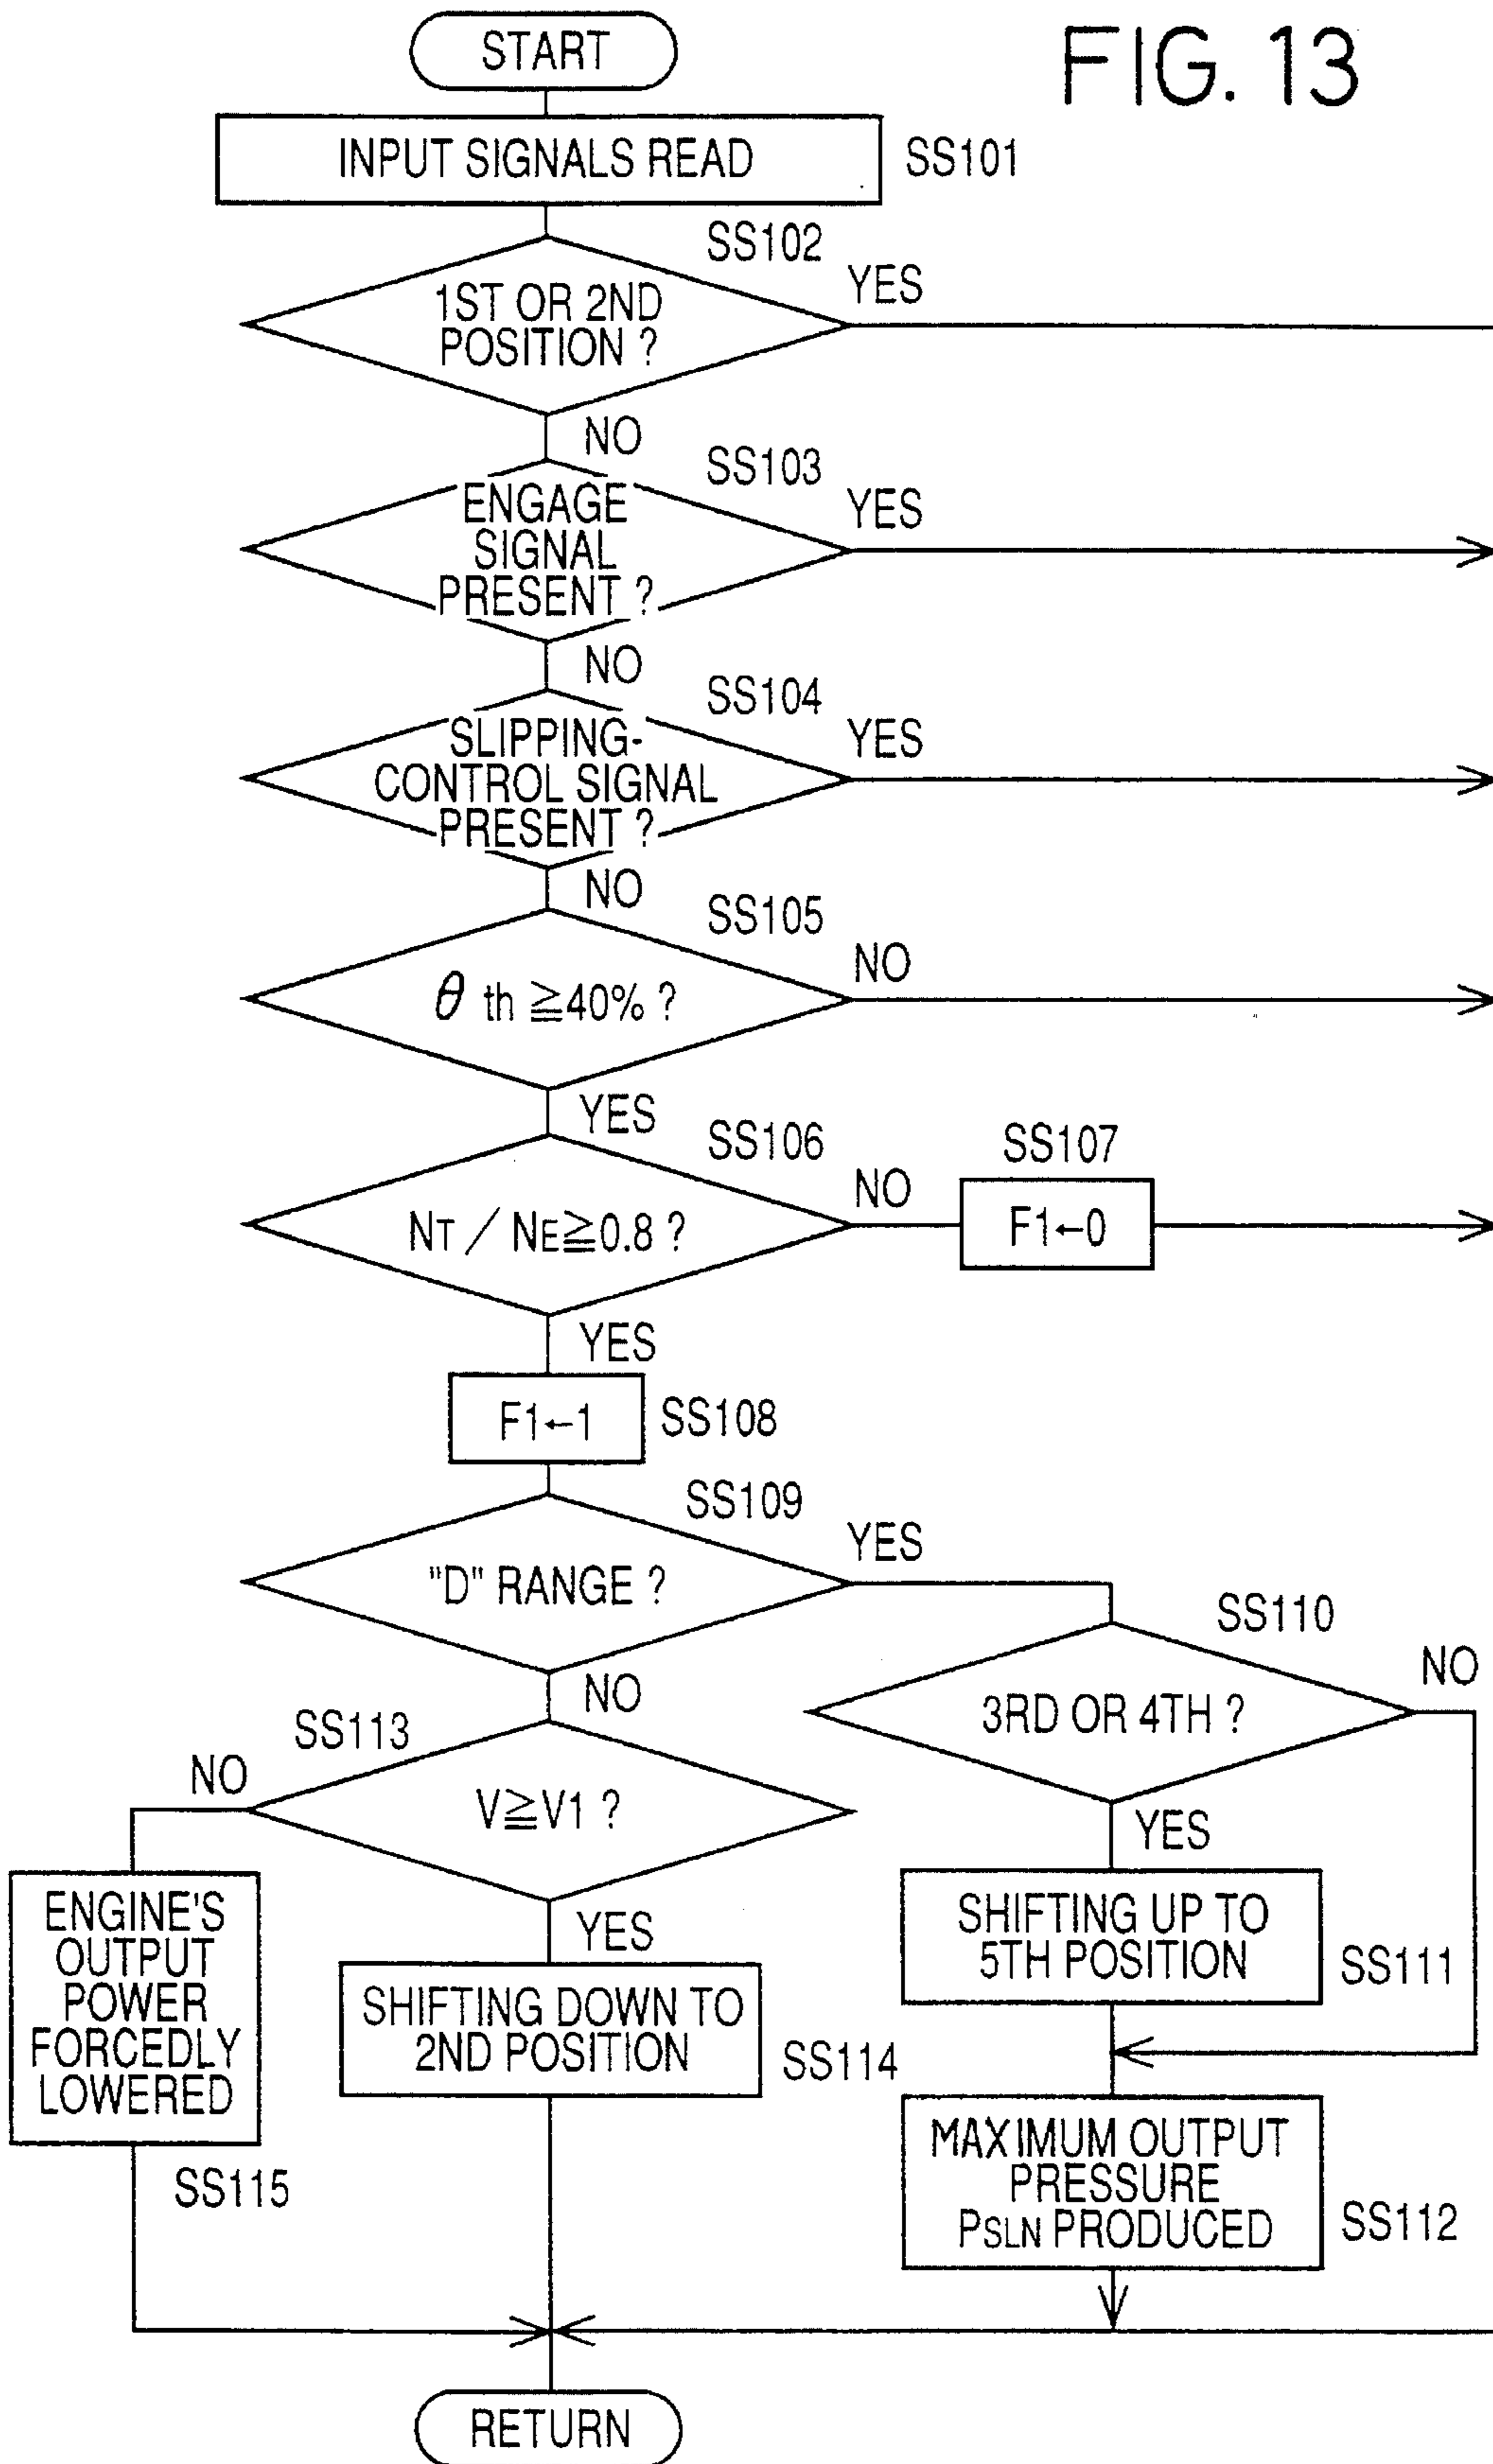 FIG. 13
START
INPUT SIGNALS READ
SS101
SS102
1ST OR 2ND
POSITION ?
YES
NO
SS103
ENGAGE
SIGNAL
PRESENT ?
YES
NO
SS104
SLIPPING-
CONTROL SIGNAL
PRESENT ?
YES
NO
SS105
θ th ≧40% ?
NO
YES
SS106
NT / NE≧0.8 ?
NO
SS107
F1←0
YES
F1←1
SS108
SS109
"D" RANGE ?
YES
NO
SS110
3RD OR 4TH ?
NO
YES
SHIFTING UP TO
5TH POSITION
SS111
MAXIMUM OUTPUT
PRESSURE
PSLN PRODUCED
SS112
SS113
V≧V1 ?
NO
YES
SHIFTING DOWN TO
2ND POSITION
SS114
ENGINE'S
OUTPUT
POWER
FORCEDLY
LOWERED
SS115
RETURN